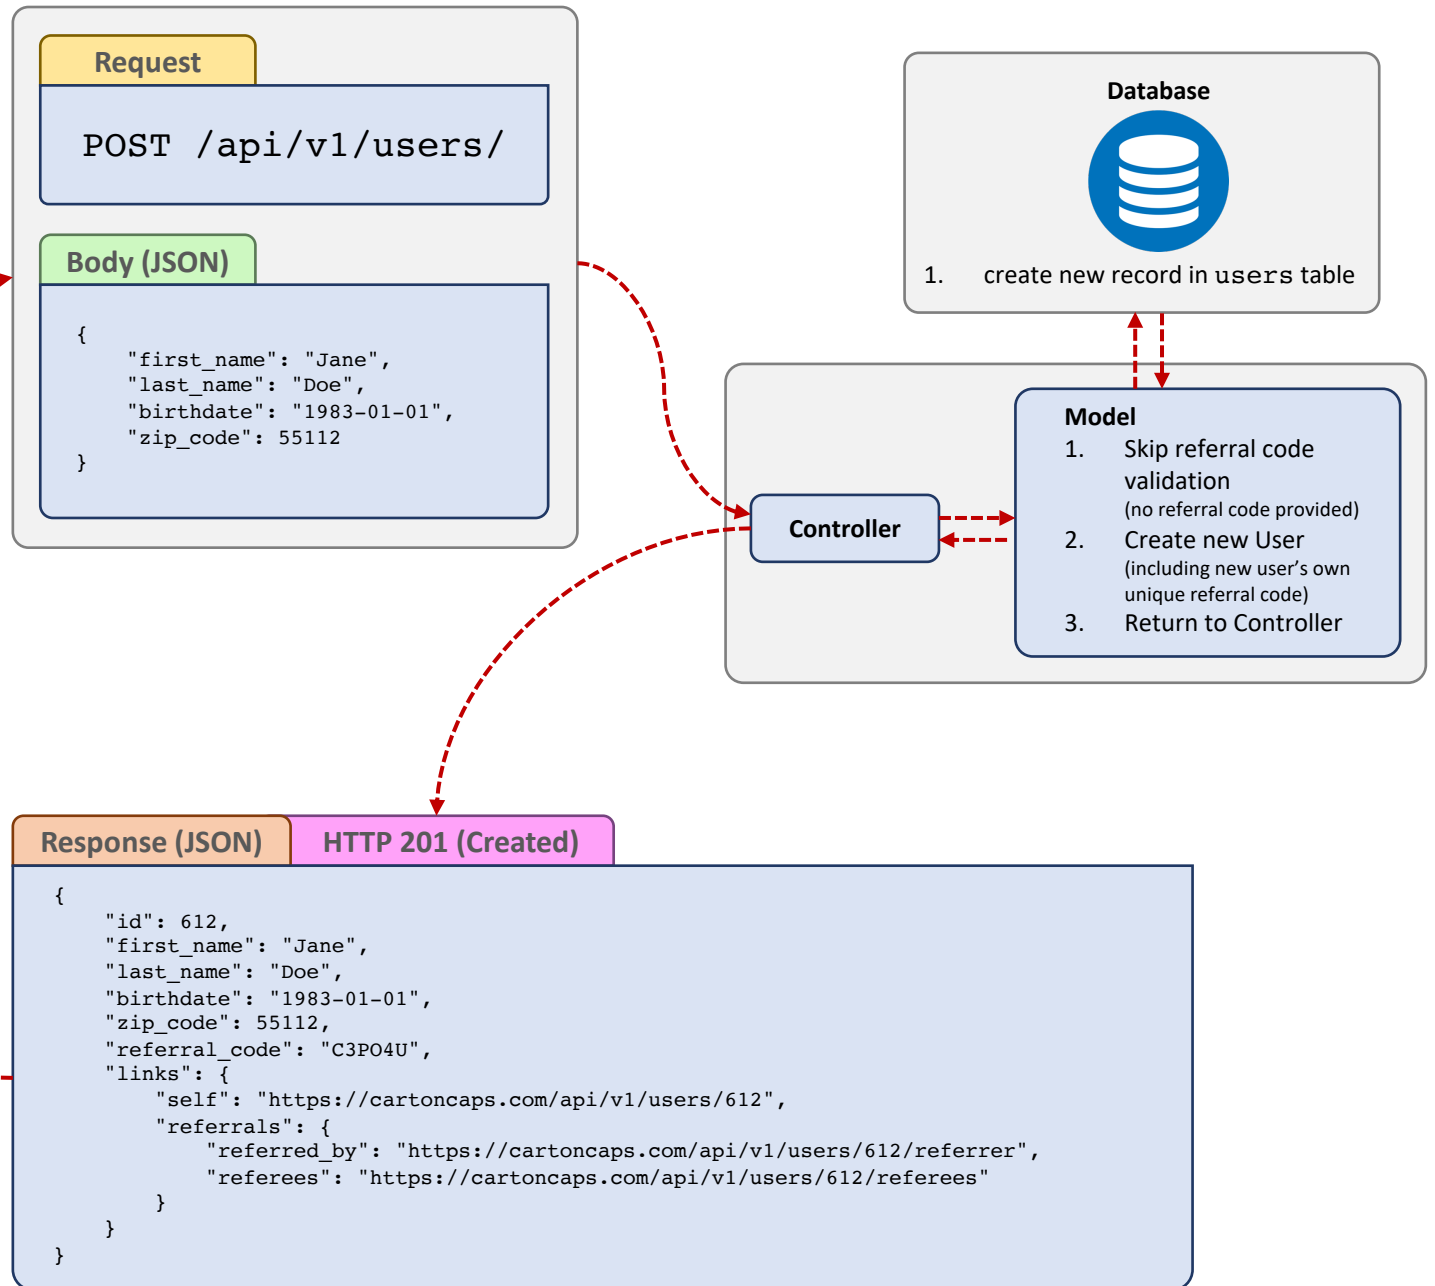 Request
POST /api/v1/users/
Body (JSON)
{
    "first_name": "Jane",
    "last_name": "Doe",
    "birthdate": "1983-01-01",
    "zip_code": 55112
}
Database
1. create new record in users table
Model
1. Skip referral code
validation
(no referral code provided)
2. Create new User
(including new user's own
unique referral code)
3. Return to Controller
Controller
Response (JSON)
HTTP 201 (Created)
{
    "id": 612,
    "first_name": "Jane",
    "last_name": "Doe",
    "birthdate": "1983-01-01",
    "zip_code": 55112,
    "referral_code": "C3PO4U",
    "links": {
        "self": "https://cartoncaps.com/api/v1/users/612",
        "referrals": {
            "referred_by": "https://cartoncaps.com/api/v1/users/612/referrer",
            "referees": "https://cartoncaps.com/api/v1/users/612/referees"
        }
    }
}